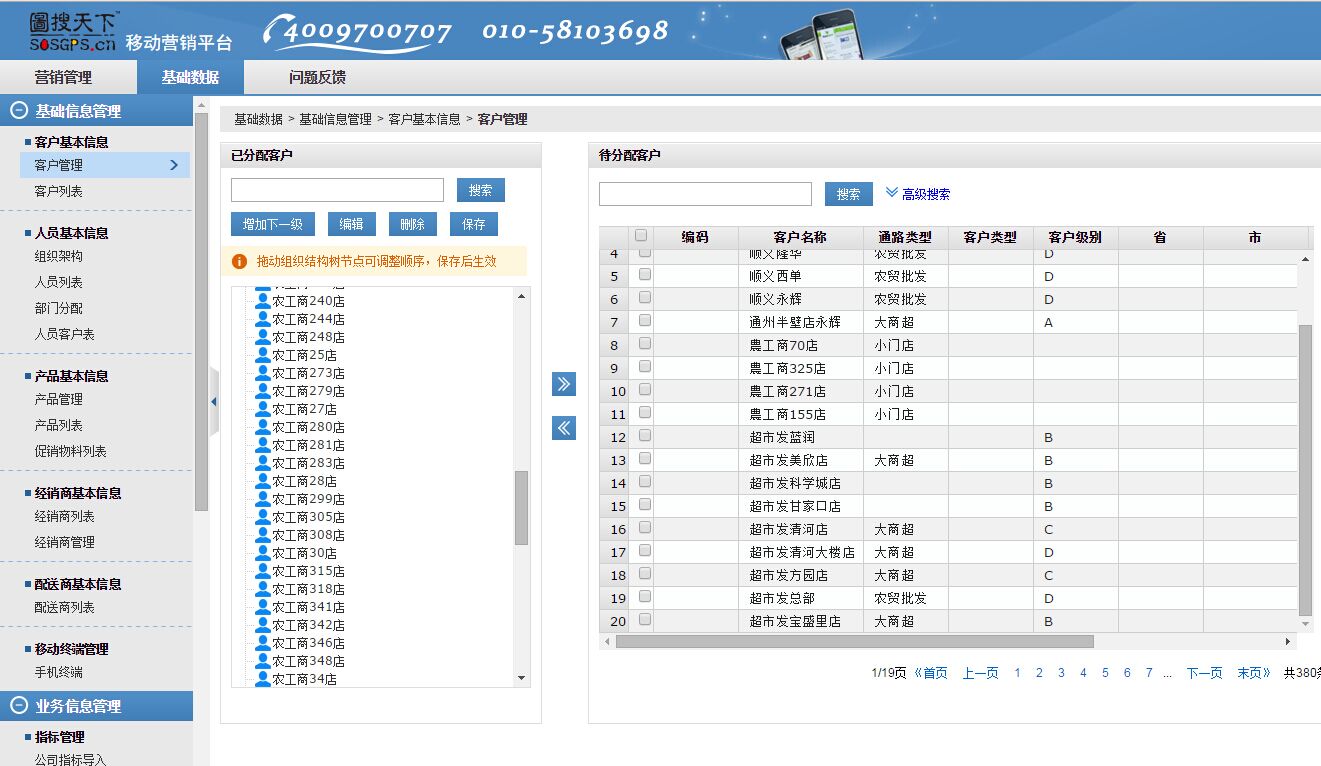 圖搜天下
SOSGPS.cn 移动营销平台 4009700707 010-58103698
营销管理 基础数据 问题反馈
基础信息管理
客户基本信息
客户管理
客户列表
人员基本信息
组织架构
人员列表
部门分配
人员客户表
产品基本信息
产品管理
产品列表
促销物料列表
经销商基本信息
经销商列表
经销商管理
配送商基本信息
配送商列表
移动终端管理
手机终端
业务信息管理
指标管理
公司指标导入
基础数据 > 基础信息管理 > 客户基本信息 > 客户管理
已分配客户
搜索
增加下一级 编辑 删除 保存
拖动组织结构树节点可调整顺序，保存后生效
农工商240店
农工商244店
农工商248店
农工商25店
农工商273店
农工商279店
农工商27店
农工商280店
农工商281店
农工商283店
农工商28店
农工商299店
农工商305店
农工商308店
农工商30店
农工商315店
农工商318店
农工商341店
农工商342店
农工商346店
农工商348店
农工商34店
待分配客户
搜索 高级搜索
编码 客户名称 通路类型 客户类型 客户级别 省 市
4 顺义隆华 农贸批发 D
5 顺义西单 农贸批发 D
6 顺义永辉 农贸批发 D
7 通州半壁店永辉 大商超 A
8 農工商70店 小门店
9 農工商325店 小门店
10 農工商271店 小门店
11 農工商155店 小门店
12 超市发蓝润 B
13 超市发美欣店 大商超 B
14 超市发科学城店 B
15 超市发甘家口店 B
16 超市发清河店 大商超 C
17 超市发清河大楼店 大商超 D
18 超市发方园店 大商超 C
19 超市发总部 农贸批发 D
20 超市发宝盛里店 大商超 B
1/19页 《首页 上一页 1 2 3 4 5 6 7 ... 下一页 末页》 共380条